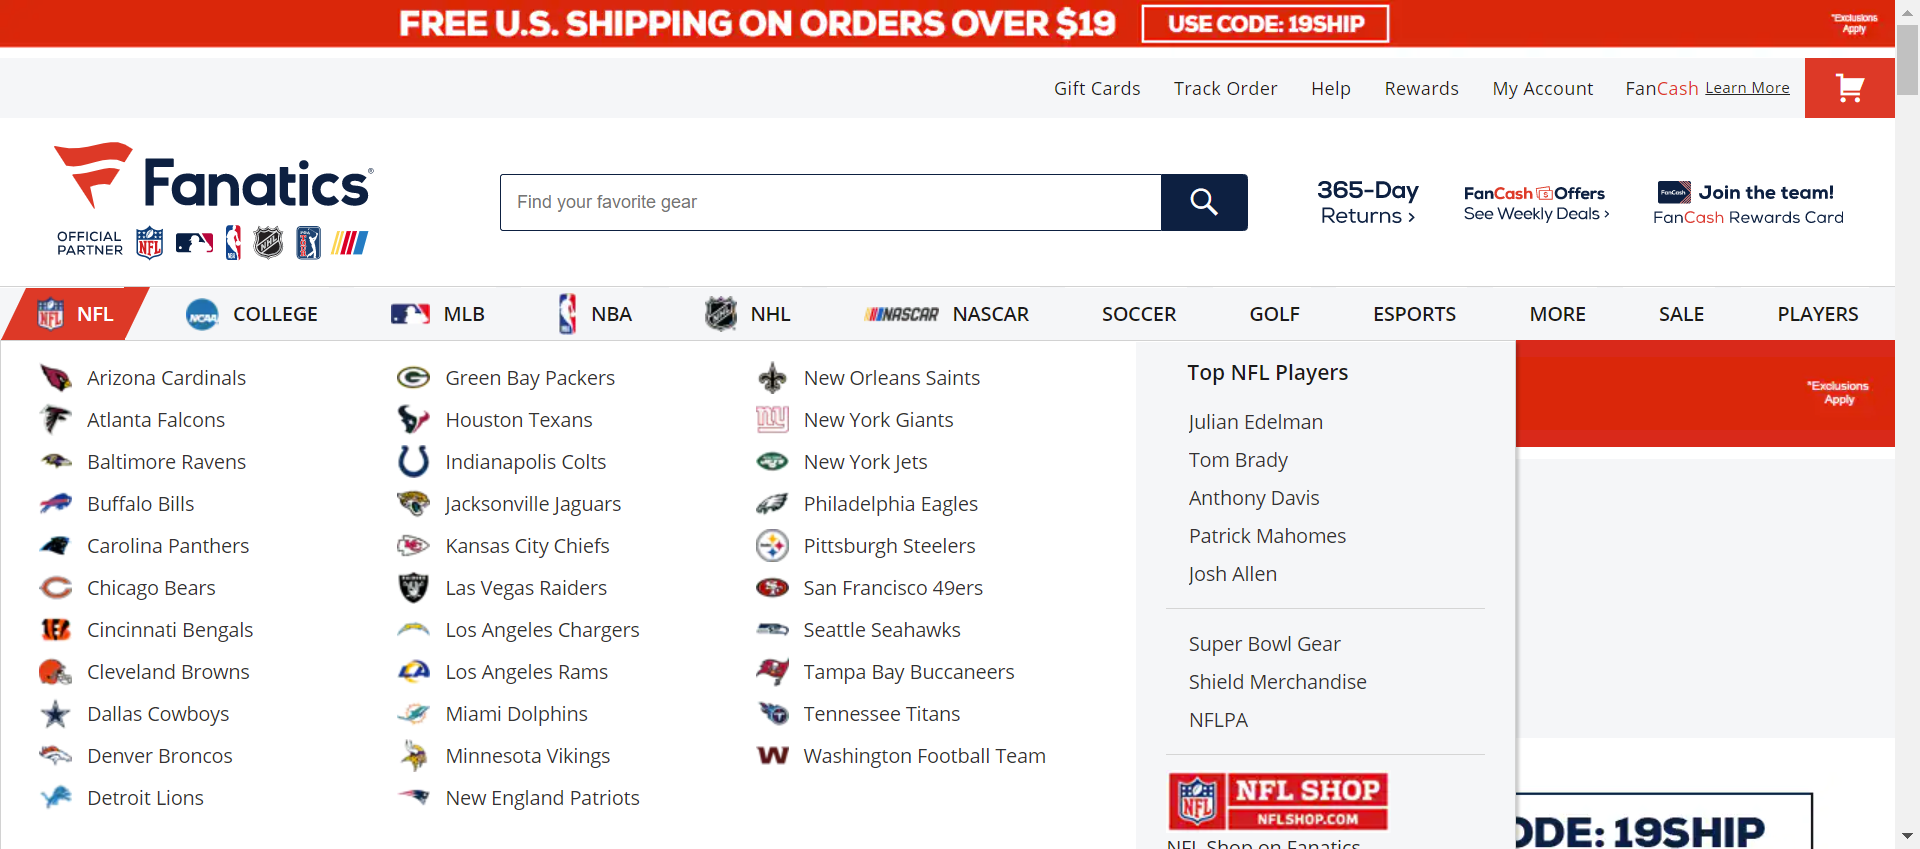 FREE U.S. SHIPPING ON ORDERS OVER $19 USE CODE: 19SHIP *Exclusions Apply
Gift Cards Track Order Help Rewards My Account FanCash Learn More
Fanatics®
OFFICIAL PARTNER
Find your favorite gear
365-Day Returns ›
FanCash Offers
See Weekly Deals ›
FanCash Join the team!
FanCash Rewards Card
NFL COLLEGE MLB NBA NHL NASCAR NASCAR SOCCER GOLF ESPORTS MORE SALE PLAYERS
Arizona Cardinals
Atlanta Falcons
Baltimore Ravens
Buffalo Bills
Carolina Panthers
Chicago Bears
Cincinnati Bengals
Cleveland Browns
Dallas Cowboys
Denver Broncos
Detroit Lions
Green Bay Packers
Houston Texans
Indianapolis Colts
Jacksonville Jaguars
Kansas City Chiefs
Las Vegas Raiders
Los Angeles Chargers
Los Angeles Rams
Miami Dolphins
Minnesota Vikings
New England Patriots
New Orleans Saints
New York Giants
New York Jets
Philadelphia Eagles
Pittsburgh Steelers
San Francisco 49ers
Seattle Seahawks
Tampa Bay Buccaneers
Tennessee Titans
Washington Football Team
Top NFL Players
Julian Edelman
Tom Brady
Anthony Davis
Patrick Mahomes
Josh Allen
Super Bowl Gear
Shield Merchandise
NFLPA
NFL NFL SHOP
NFLSHOP.COM
NFL Shop on Fanatics
*Exclusions
Apply
ODE: 19SHIP